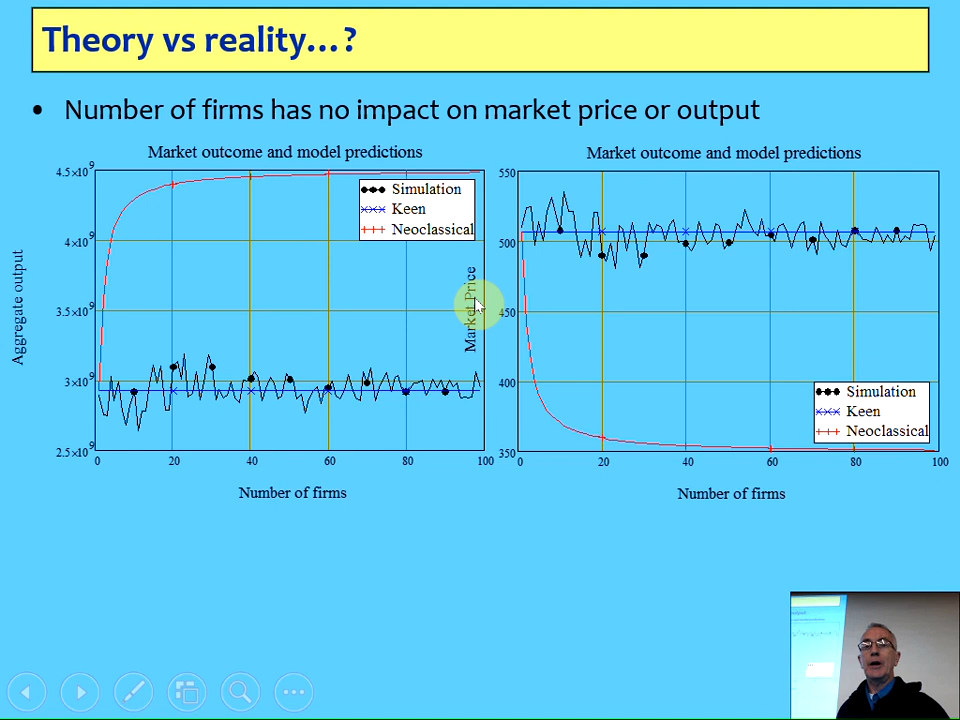 Theory vs reality...?
• Number of firms has no impact on market price or output
Market outcome and model predictions
4.5×10⁹
4×10⁹
3.5×10⁹
3×10⁹
2.5×10⁹
Aggregate output
Simulation
Keen
Neoclassical
0 20 40 60 80 100
Number of firms
Market outcome and model predictions
550
500
450
400
350
Market Price
Simulation
Keen
Neoclassical
0 20 40 60 80 100
Number of firms